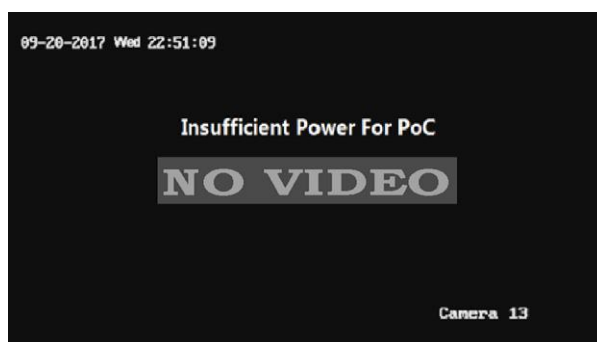 09-20-2017 Wed 22:51:09
Insufficient Power For PoC
NO VIDEO
Camera 13